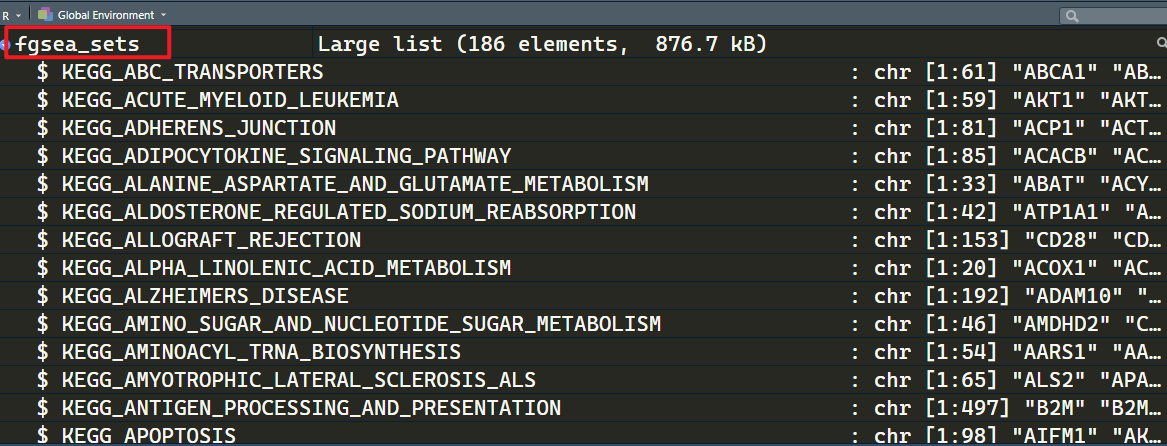 R Global Environment
fgsea_sets Large list (186 elements, 876.7 kB)
$ KEGG_ABC_TRANSPORTERS : chr [1:61] "ABCA1" "AB…
$ KEGG_ACUTE_MYELOID_LEUKEMIA : chr [1:59] "AKT1" "AKT…
$ KEGG_ADHERENS_JUNCTION : chr [1:81] "ACP1" "ACT…
$ KEGG_ADIPOCYTOKINE_SIGNALING_PATHWAY : chr [1:85] "ACACB" "AC…
$ KEGG_ALANINE_ASPARTATE_AND_GLUTAMATE_METABOLISM : chr [1:33] "ABAT" "ACY…
$ KEGG_ALDOSTERONE_REGULATED_SODIUM_REABSORPTION : chr [1:42] "ATP1A1" "A…
$ KEGG_ALLOGRAFT_REJECTION : chr [1:153] "CD28" "CD…
$ KEGG_ALPHA_LINOLENIC_ACID_METABOLISM : chr [1:20] "ACOX1" "AC…
$ KEGG_ALZHEIMERS_DISEASE : chr [1:192] "ADAM10" "…
$ KEGG_AMINO_SUGAR_AND_NUCLEOTIDE_SUGAR_METABOLISM : chr [1:46] "AMDHD2" "C…
$ KEGG_AMINOACYL_TRNA_BIOSYNTHESIS : chr [1:54] "AARS1" "AA…
$ KEGG_AMYOTROPHIC_LATERAL_SCLEROSIS_ALS : chr [1:65] "ALS2" "APA…
$ KEGG_ANTIGEN_PROCESSING_AND_PRESENTATION : chr [1:497] "B2M" "B2M…
$ KEGG_APOPTOSIS : chr [1:98] "AIFM1" "AK…